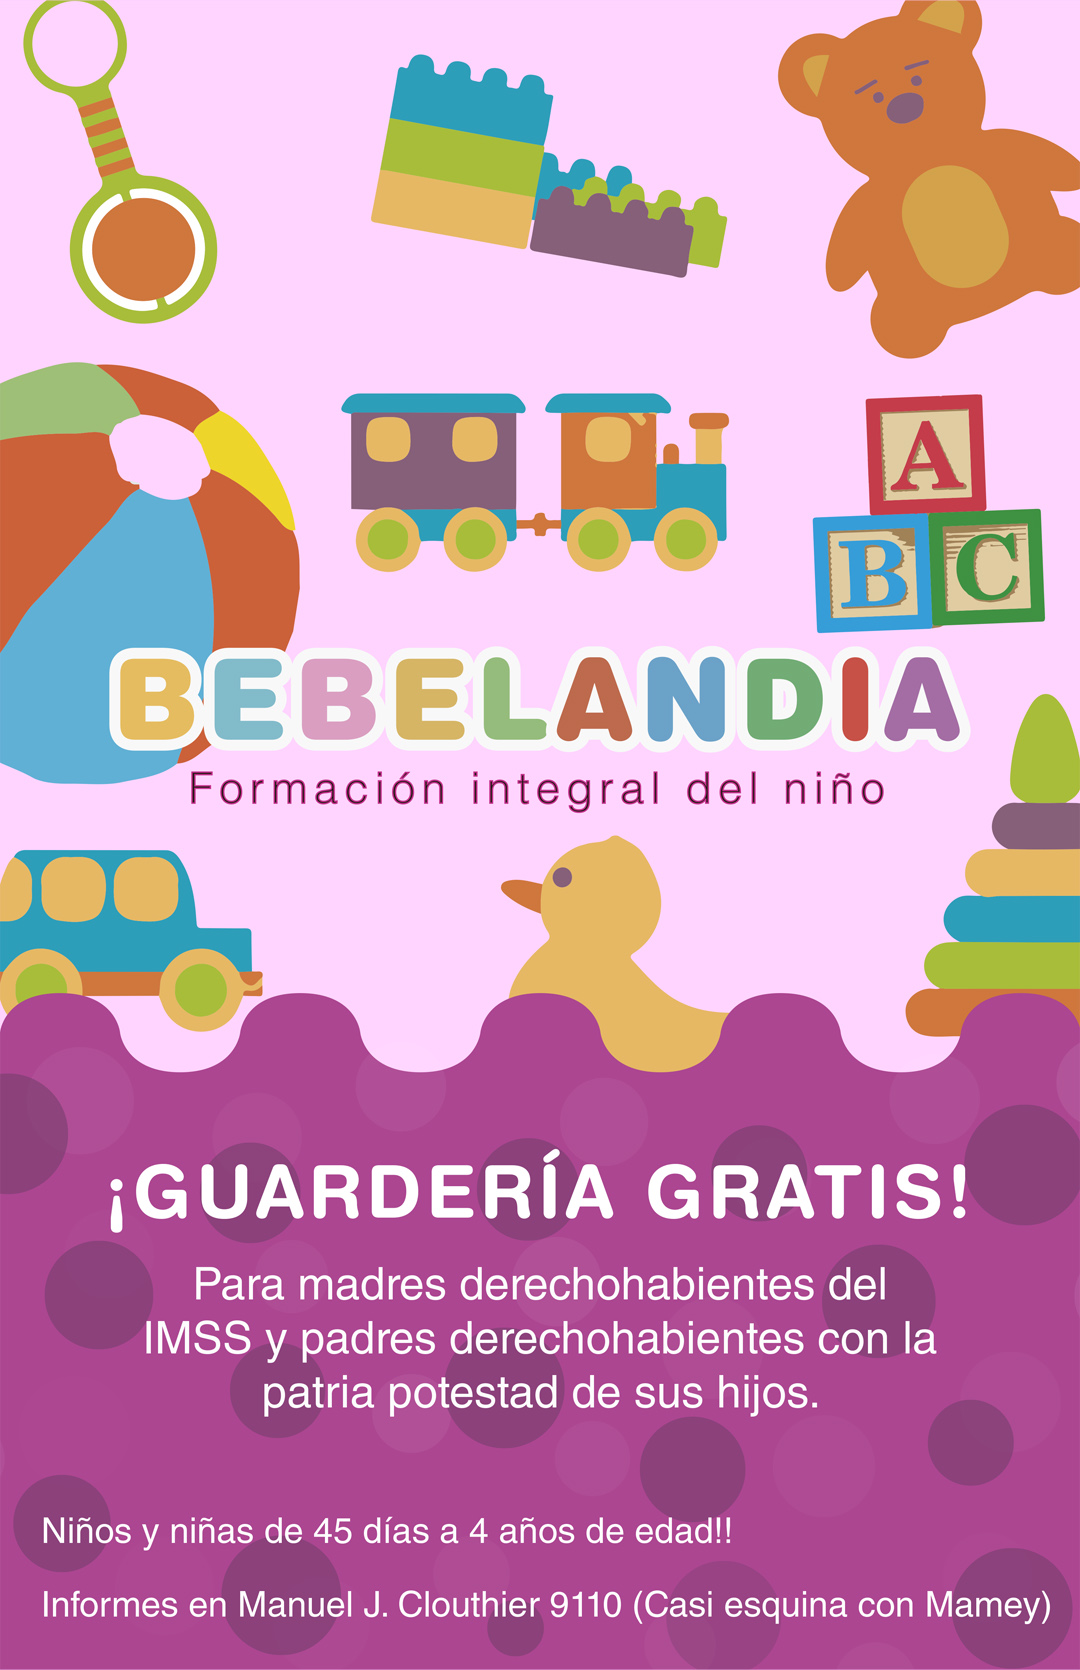 A
B C
BEBELANDIA
Formación integral del niño
¡GUARDERÍA GRATIS!
Para madres derechohabientes del
IMSS y padres derechohabientes con la
patria potestad de sus hijos.
Niños y niñas de 45 días a 4 años de edad!!
Informes en Manuel J. Clouthier 9110 (Casi esquina con Mamey)